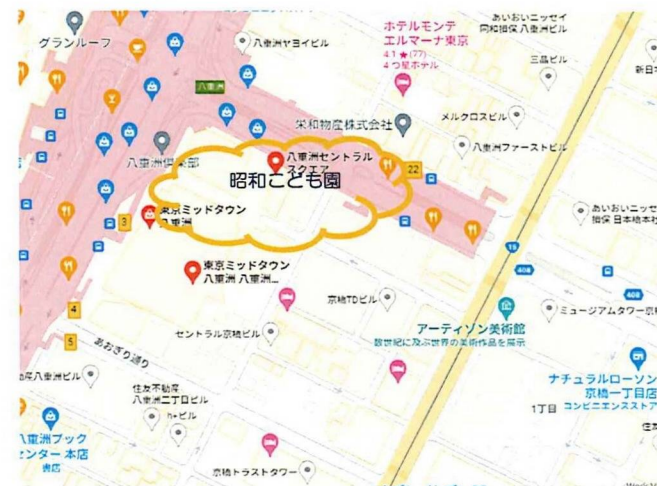 グランルーフ
八重洲ヤヨイビル
ホテルモンテ
エルマーナ東京
4.1★(77)
4つ星ホテル
あいおいニッセイ
同和損保 八重洲ビル
三晶ビル
新日
八重洲
栄和物産株式会社
メルクロスビル
八重洲ファーストビル
八重洲倶楽部
八重洲セントラル
スクエア
昭和こども園
22
東京ミッドタウン
八重洲
3
あいおいニッセイ
損保 日本橋本社
15
408
408
東京ミッドタウン
八重洲 八重洲...
京橋TDビル
4
5
アーティゾン美術館
数世紀に及ぶ世界の美術作品を展示
ミュージアムタワー京
あおぎり通り
セントラル京橋ビル
産八重洲ビル
住友不動産
八重洲二丁目ビル
h+ビル
ナチュラルローソン
京橋一丁目店
コンビニエンスストア
1丁目
八重洲ブック
センター 本店
書店
京橋トラストタワー